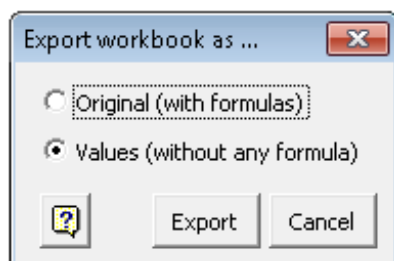 Export workbook as ...
Original (with formulas)
Values (without any formula)
?
Export Cancel